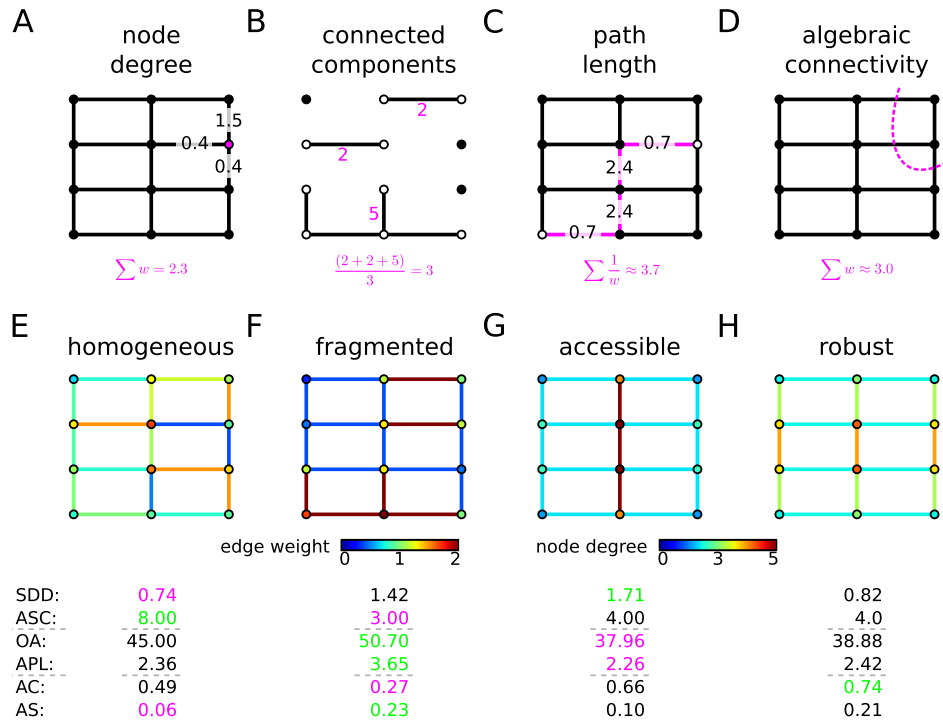 A
B
C
D
node degree
connected components
path length
algebraic connectivity
1.5
0.4
0.4
2
2
5
0.7
2.4
2.4
0.7
∑ w = 2.3
(2 + 2 + 5)/3 = 3
∑ 1/w ≈ 3.7
∑ w ≈ 3.0
E
F
G
H
homogeneous
fragmented
accessible
robust
edge weight
0 1 2
node degree
0 3 5
SDD: 0.74 1.42 1.71 0.82
ASC: 8.00 3.00 4.00 4.0
OA: 45.00 50.70 37.96 38.88
APL: 2.36 3.65 2.26 2.42
AC: 0.49 0.27 0.66 0.74
AS: 0.06 0.23 0.10 0.21